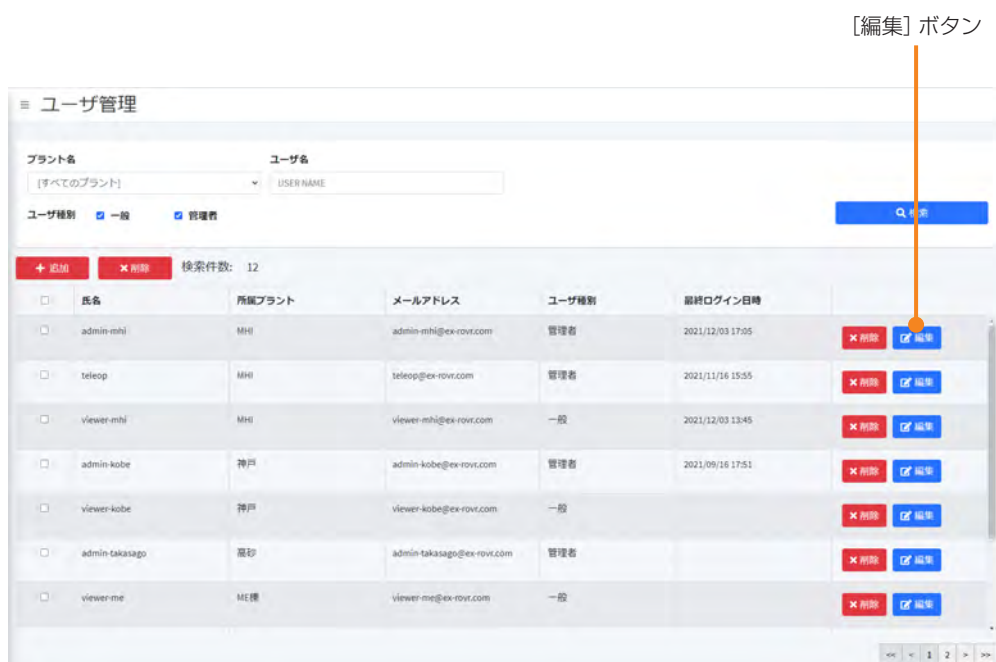 [編集] ボタン
≡ ユーザ管理
プラント名 ユーザ名
[すべてのプラント] USER NAME
ユーザ種別 一般 管理者 検索
+ 追加 × 削除 検索件数: 12
氏名 所属プラント メールアドレス ユーザ種別 最終ログイン日時
admin-mhi MHI admin-mhi@ex-rovr.com 管理者 2021/12/03 17:05 × 削除 編集
teleop MHI teleop@ex-rovr.com 管理者 2021/11/16 15:55 × 削除 編集
viewer-mhi MHI viewer-mhi@ex-rovr.com 一般 2021/12/03 13:45 × 削除 編集
admin-kobe 神戸 admin-kobe@ex-rovr.com 管理者 2021/09/16 17:51 × 削除 編集
viewer-kobe 神戸 viewer-kobe@ex-rovr.com 一般 × 削除 編集
admin-takasago 高砂 admin-takasago@ex-rovr.com 管理者 × 削除 編集
viewer-me ME棟 viewer-me@ex-rovr.com 一般 × 削除 編集
<< < 1 2 > >>